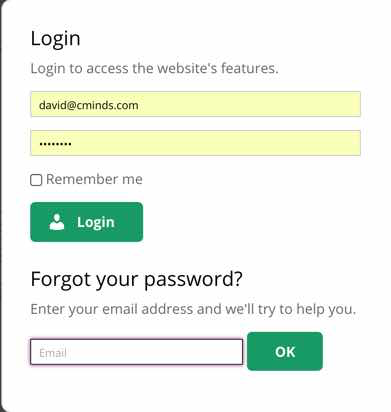 Login
Login to access the website's features.
david@cminds.com
••••••••
Remember me
Login
Forgot your password?
Enter your email address and we'll try to help you.
Email
OK